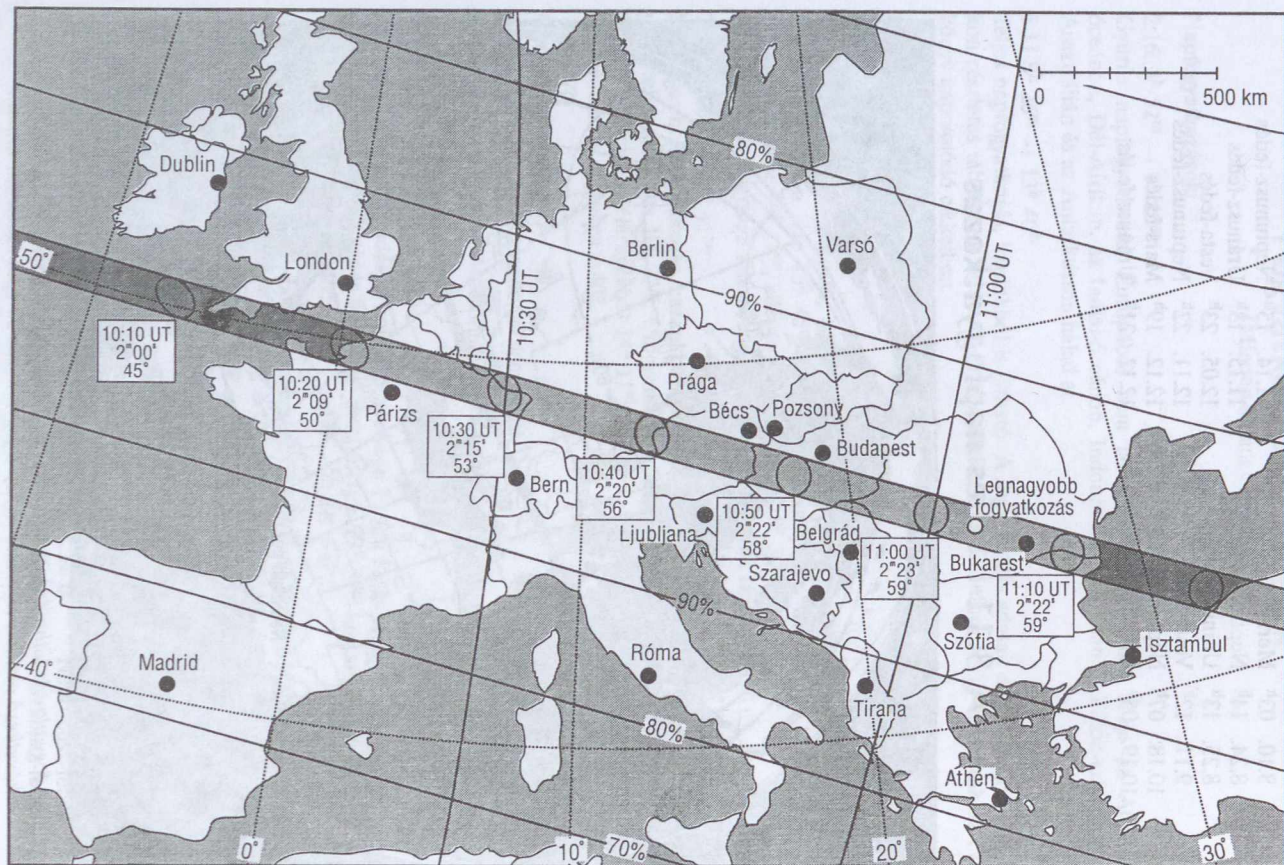 0
500 km
80%
Dublin
Berlin
Varsó
London
50°
90%
10:30 UT
11:00 UT
10:10 UT
2ᵐ00ˢ
45°
Prága
10:20 UT
2ᵐ09ˢ
50°
Párizs
Bécs
Pozsony
10:30 UT
2ᵐ15ˢ
53°
Budapest
Bern
10:40 UT
2ᵐ20ˢ
56°
Legnagyobb
fogyatkozás
Ljubljana
10:50 UT
2ᵐ22ˢ
58°
Belgrád
11:00 UT
2ᵐ23ˢ
59°
Bukarest
Szarajevo
11:10 UT
2ᵐ22ˢ
59°
90%
Szófia
Isztambul
Madrid
Róma
40°
Tirana
80%
Athén
0°
10°
70%
20°
30°